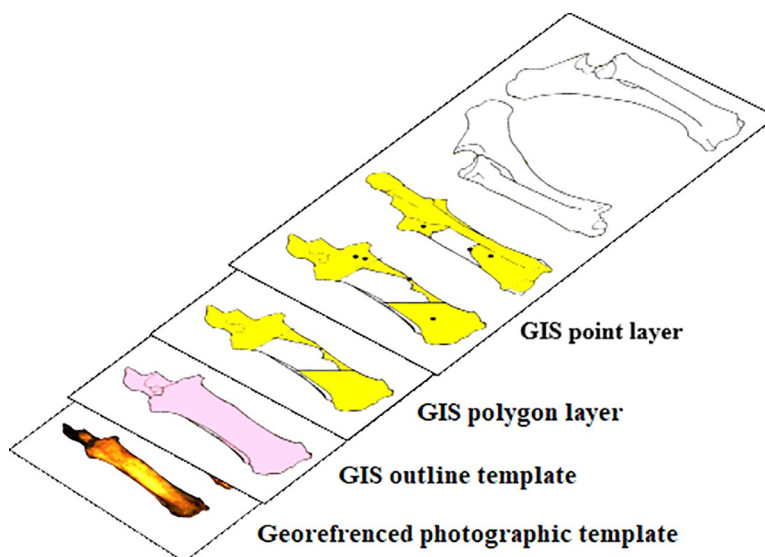 GIS point layer
GIS polygon layer
GIS outline template
Georefrenced photographic template